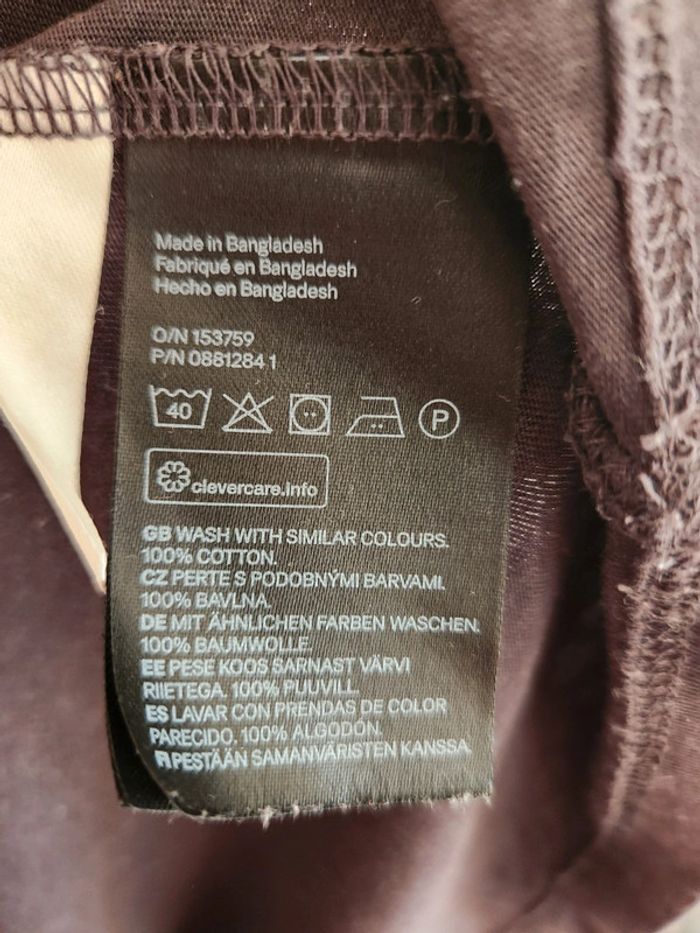 Made in Bangladesh
Fabriqué en Bangladesh
Hecho en Bangladesh
O/N 153759
P/N 0881284 1
40 P
clevercare.info
GB WASH WITH SIMILAR COLOURS.
100% COTTON.
CZ PERTE S PODOBNÝMI BARVAMI.
100% BAVLNA.
DE MIT ÄHNLICHEN FARBEN WASCHEN.
100% BAUMWOLLE.
EE PESE KOOS SARNAST VÄRVI
RIIETEGA. 100% PUUVILL.
ES LAVAR CON PRENDAS DE COLOR
PARECIDO. 100% ALGODÓN.
FI PESTÄÄN SAMANVÄRISTEN KANSSA.